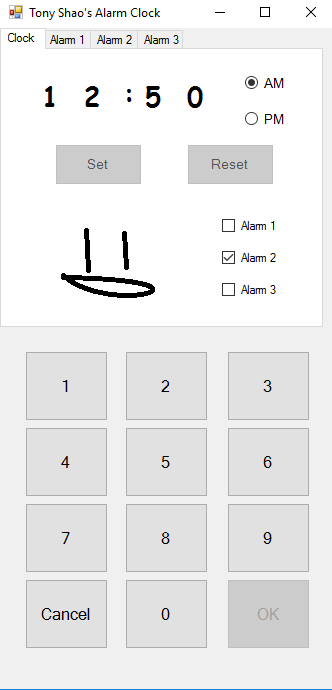 Tony Shao's Alarm Clock
Clock Alarm 1 Alarm 2 Alarm 3
1 2 : 5 0
AM
PM
Set Reset
Alarm 1
Alarm 2
Alarm 3
1 2 3
4 5 6
7 8 9
Cancel 0 OK